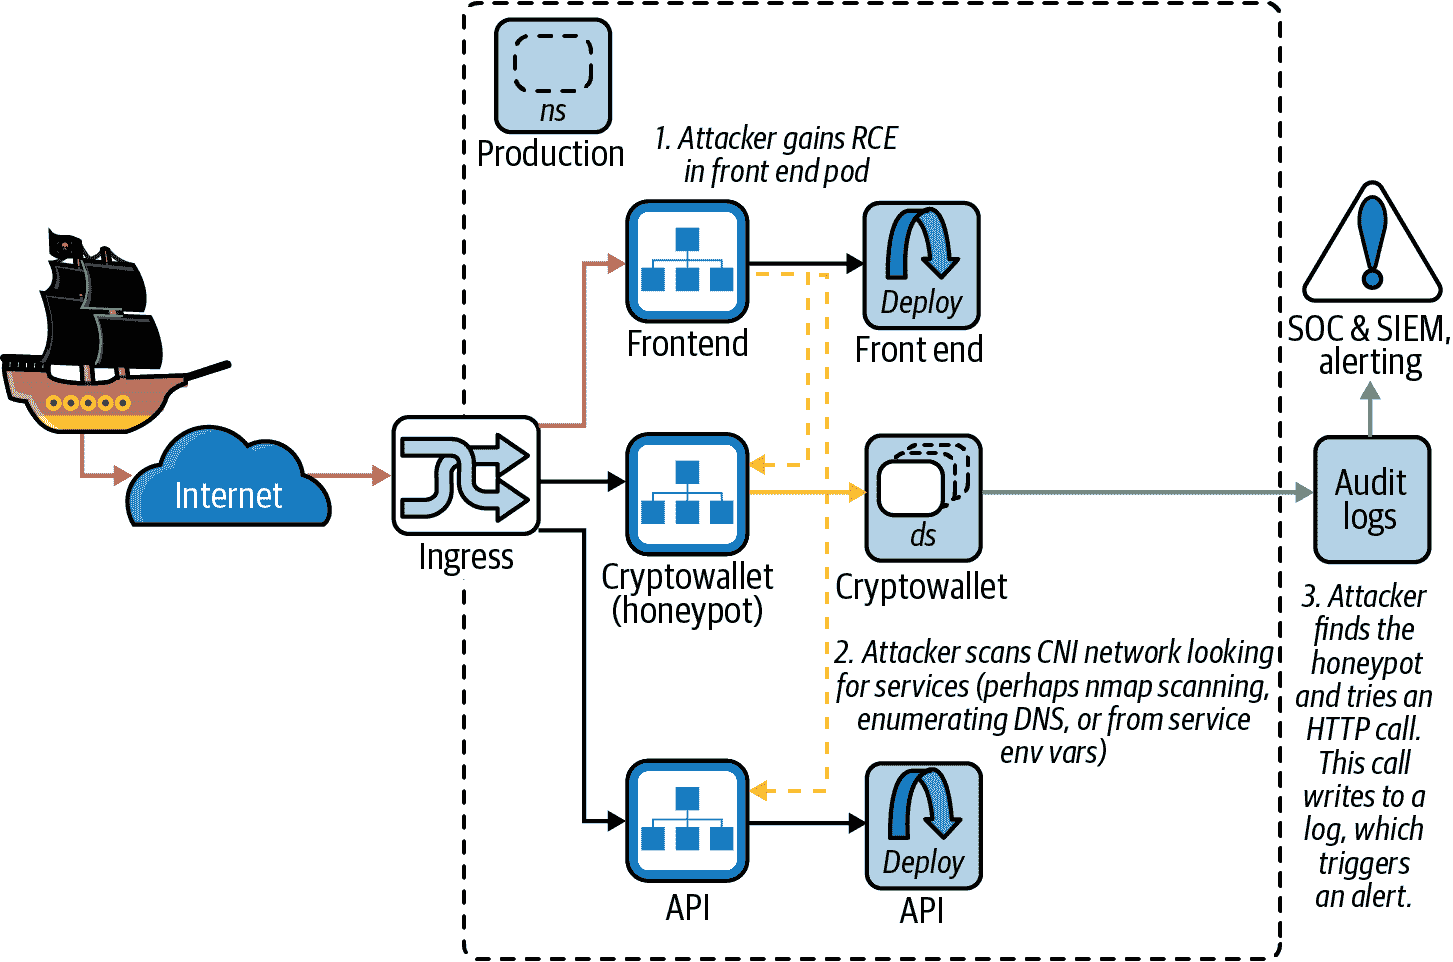 ns
Production
1. Attacker gains RCE
in front end pod
Frontend
Deploy
Front end
SOC & SIEM,
alerting
Internet
Ingress
Cryptowallet
(honeypot)
ds
Cryptowallet
Audit
logs
2. Attacker scans CNI network looking
for services (perhaps nmap scanning,
enumerating DNS, or from service
env vars)
3. Attacker
finds the
honeypot
and tries an
HTTP call.
This call
writes to a
log, which
triggers
an alert.
API
Deploy
API